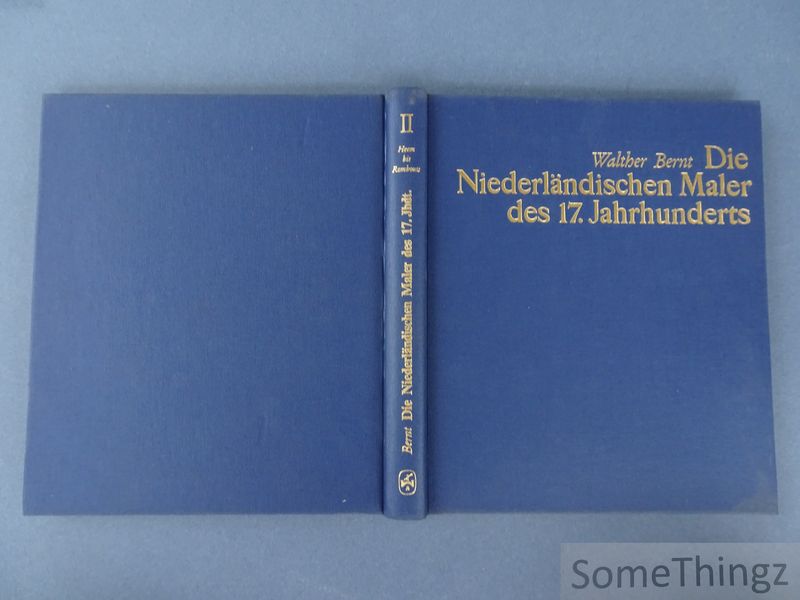 II
Heem
bis
Rombouts
Bernt Die Niederländischen Maler des 17. Jhdt.
Walther Bernt Die
Niederländischen Maler
des 17. Jahrhunderts
SomeThingz